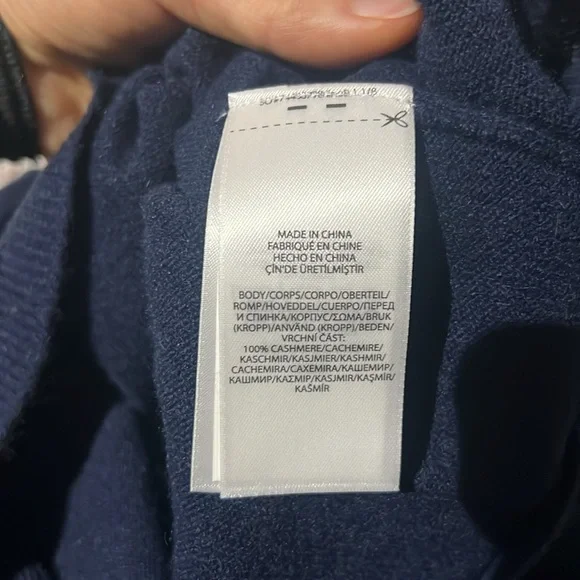 MADE IN CHINA
FABRIQUÉ EN CHINE
HECHO EN CHINA
ÇİN'DE ÜRETİLMİŞTİR
BODY/CORPS/CORPO/OBERTEIL/
ROMP/HOVEDDEL/CUERPO/ПЕРЕД
И СПИНКА/КОРПУС/ΣΩΜΑ/BRUK
(KROPP)/ANVÄND (KROPP)/BEDEN/
VRCHNÍ ČÁST:
100% CASHMERE/CACHEMIRE/
KASCHMIR/KASJMIER/KASHMIR/
CACHEMIRA/CAXEMIRA/КАШЕМИР/
КАШМИР/ΚΑΣΜΙΡ/KASJMIR/KAŞMİR/
KAŠMÍR